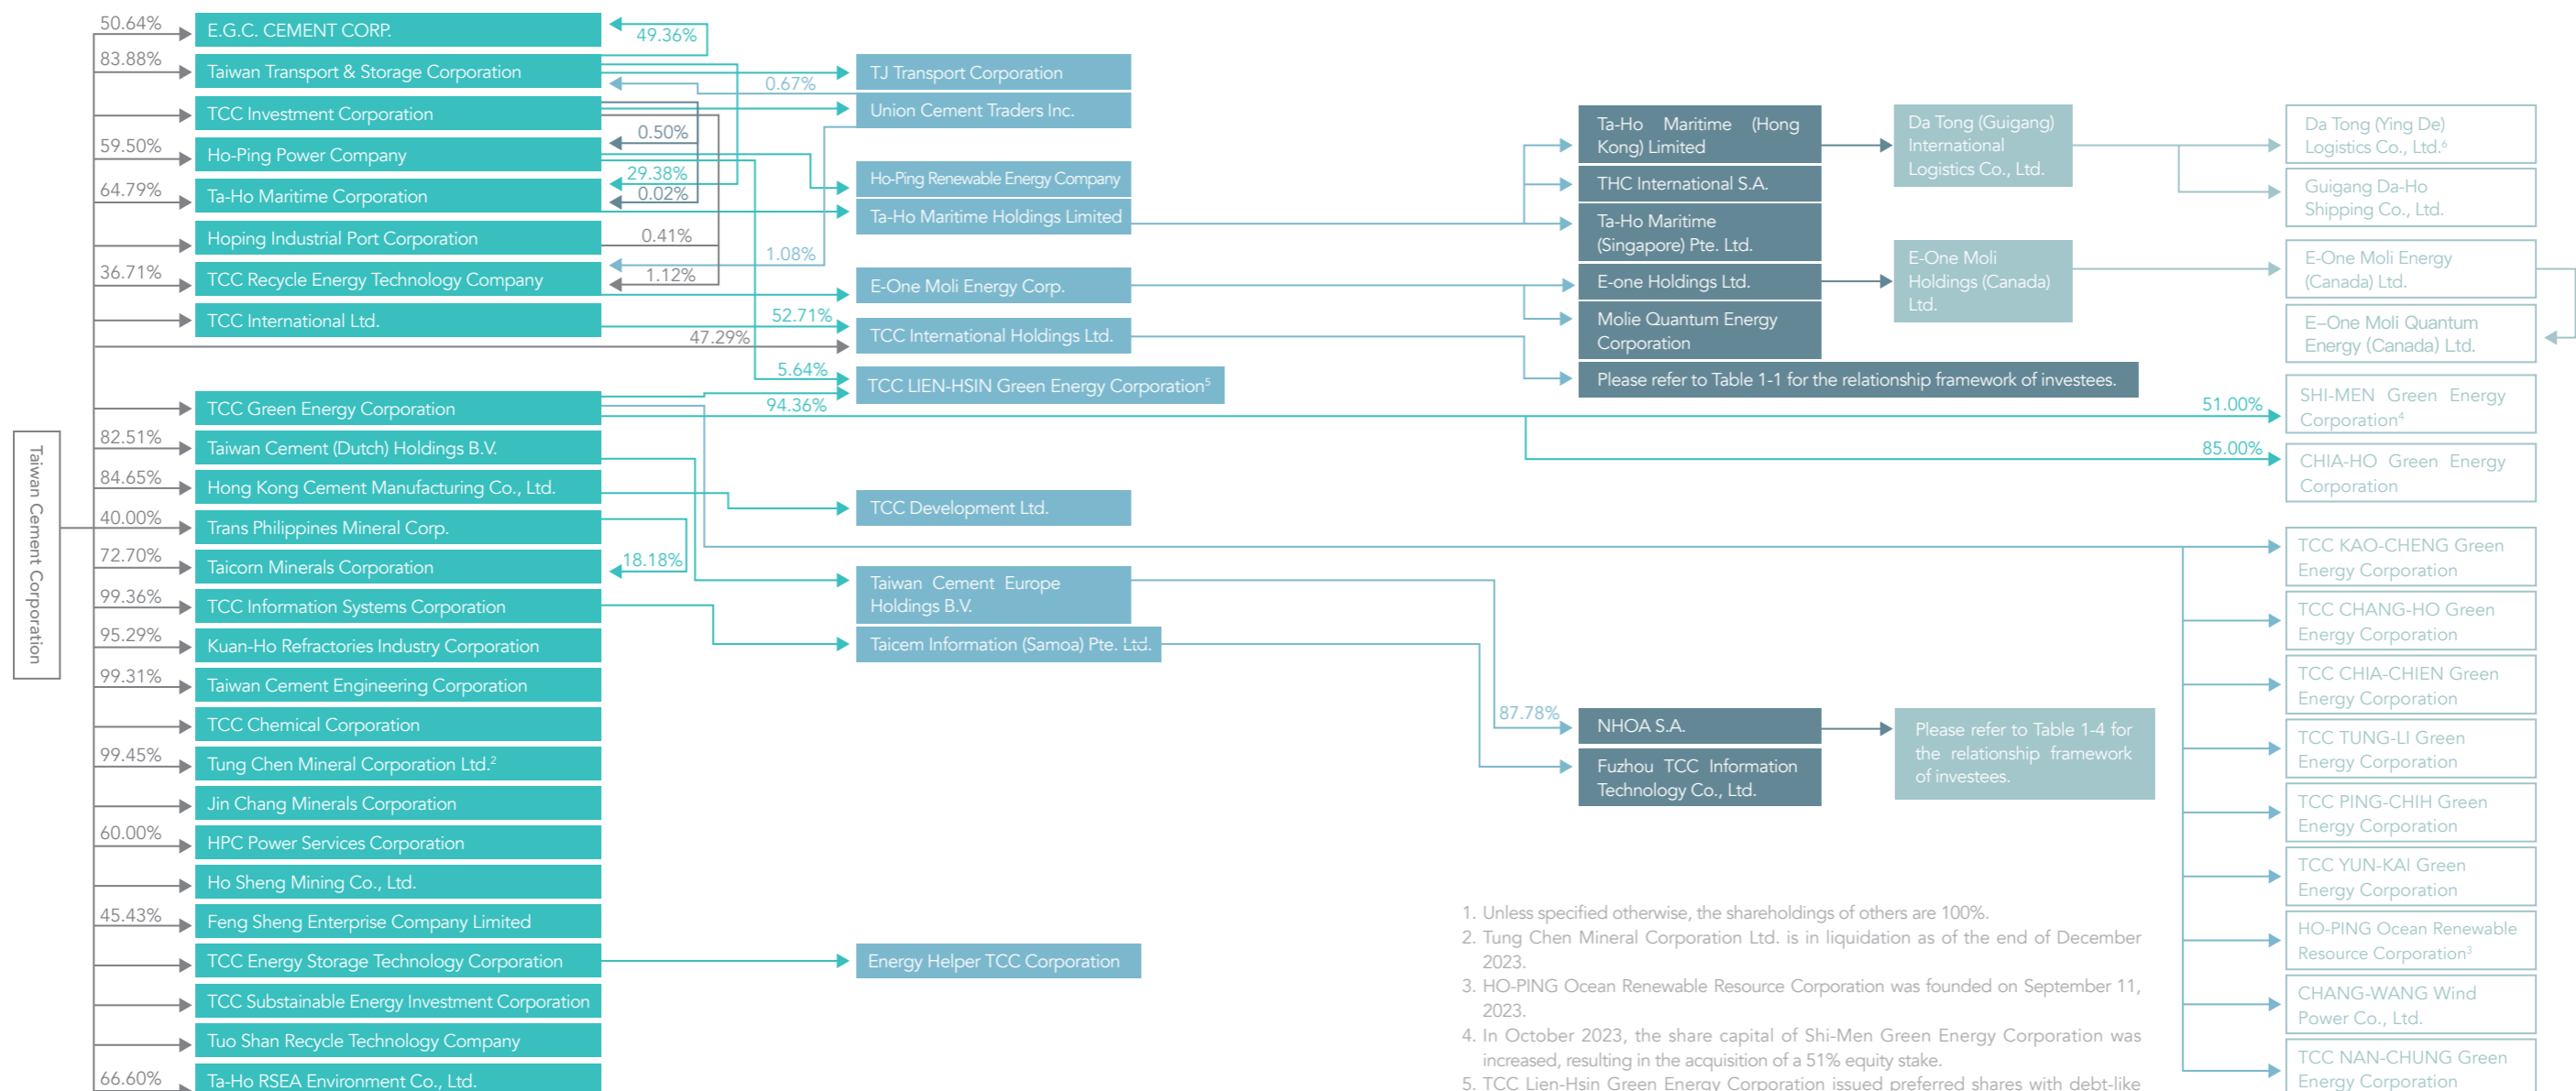 Taiwan Cement Corporation
50.64%
E.G.C. CEMENT CORP.
49.36%
83.88%
Taiwan Transport & Storage Corporation
TCC Investment Corporation
59.50%
Ho-Ping Power Company
64.79%
Ta-Ho Maritime Corporation
Hoping Industrial Port Corporation
36.71%
TCC Recycle Energy Technology Company
TCC International Ltd.
0.67%
0.50%
29.38%
0.02%
0.41%
1.08%
1.12%
52.71%
47.29%
5.64%
94.36%
TCC Green Energy Corporation
82.51%
Taiwan Cement (Dutch) Holdings B.V.
84.65%
Hong Kong Cement Manufacturing Co., Ltd.
40.00%
Trans Philippines Mineral Corp.
72.70%
Taicorn Minerals Corporation
18.18%
99.36%
TCC Information Systems Corporation
95.29%
Kuan-Ho Refractories Industry Corporation
99.31%
Taiwan Cement Engineering Corporation
TCC Chemical Corporation
99.45%
Tung Chen Mineral Corporation Ltd.2
Jin Chang Minerals Corporation
60.00%
HPC Power Services Corporation
Ho Sheng Mining Co., Ltd.
45.43%
Feng Sheng Enterprise Company Limited
TCC Energy Storage Technology Corporation
TCC Substainable Energy Investment Corporation
Tuo Shan Recycle Technology Company
66.60%
Ta-Ho RSEA Environment Co., Ltd.
TJ Transport Corporation
Union Cement Traders Inc.
Ho-Ping Renewable Energy Company
Ta-Ho Maritime Holdings Limited
E-One Moli Energy Corp.
TCC International Holdings Ltd.
TCC LIEN-HSIN Green Energy Corporation5
TCC Development Ltd.
Taiwan Cement Europe
Holdings B.V.
Taicem Information (Samoa) Pte. Ltd.
Energy Helper TCC Corporation
Ta-Ho Maritime (Hong
Kong) Limited
THC International S.A.
Ta-Ho Maritime
(Singapore) Pte. Ltd.
E-one Holdings Ltd.
Molie Quantum Energy
Corporation
Please refer to Table 1-1 for the relationship framework of investees.
87.78%
NHOA S.A.
Fuzhou TCC Information
Technology Co., Ltd.
Da Tong (Guigang)
International
Logistics Co., Ltd.
E-One Moli
Holdings (Canada)
Ltd.
Please refer to Table 1-4 for
the relationship framework
of investees.
Da Tong (Ying De)
Logistics Co., Ltd.6
Guigang Da-Ho
Shipping Co., Ltd.
E-One Moli Energy
(Canada) Ltd.
E–One Moli Quantum
Energy (Canada) Ltd.
51.00%
SHI-MEN Green Energy
Corporation4
85.00%
CHIA-HO Green Energy
Corporation
TCC KAO-CHENG Green
Energy Corporation
TCC CHANG-HO Green
Energy Corporation
TCC CHIA-CHIEN Green
Energy Corporation
TCC TUNG-LI Green
Energy Corporation
TCC PING-CHIH Green
Energy Corporation
TCC YUN-KAI Green
Energy Corporation
HO-PING Ocean Renewable
Resource Corporation3
CHANG-WANG Wind
Power Co., Ltd.
TCC NAN-CHUNG Green
Energy Corporation
1. Unless specified otherwise, the shareholdings of others are 100%.
2. Tung Chen Mineral Corporation Ltd. is in liquidation as of the end of December
2023.
3. HO-PING Ocean Renewable Resource Corporation was founded on September 11,
2023.
4. In October 2023, the share capital of Shi-Men Green Energy Corporation was
increased, resulting in the acquisition of a 51% equity stake.
5. TCC Lien-Hsin Green Energy Corporation issued preferred shares with debt-like